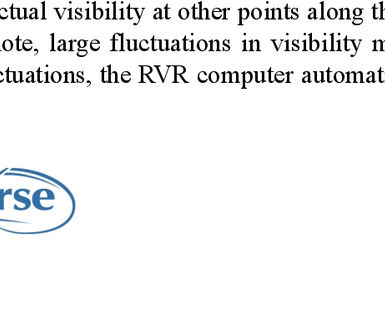 ctual visibility at other points along th
ote, large fluctuations in visibility m
ctuations, the RVR computer automat
rse